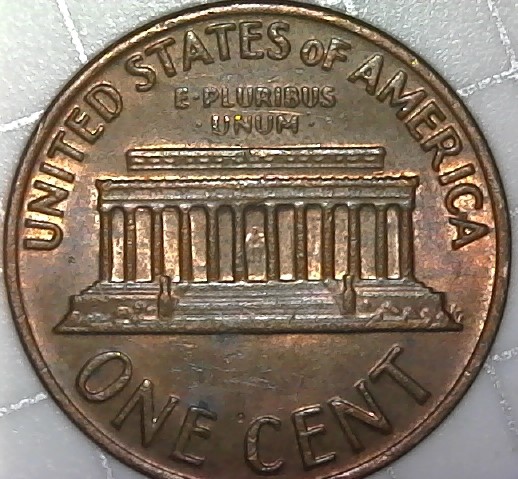 UNITED STATES OF AMERICA
E·PLURIBUS
UNUM
ONE CENT